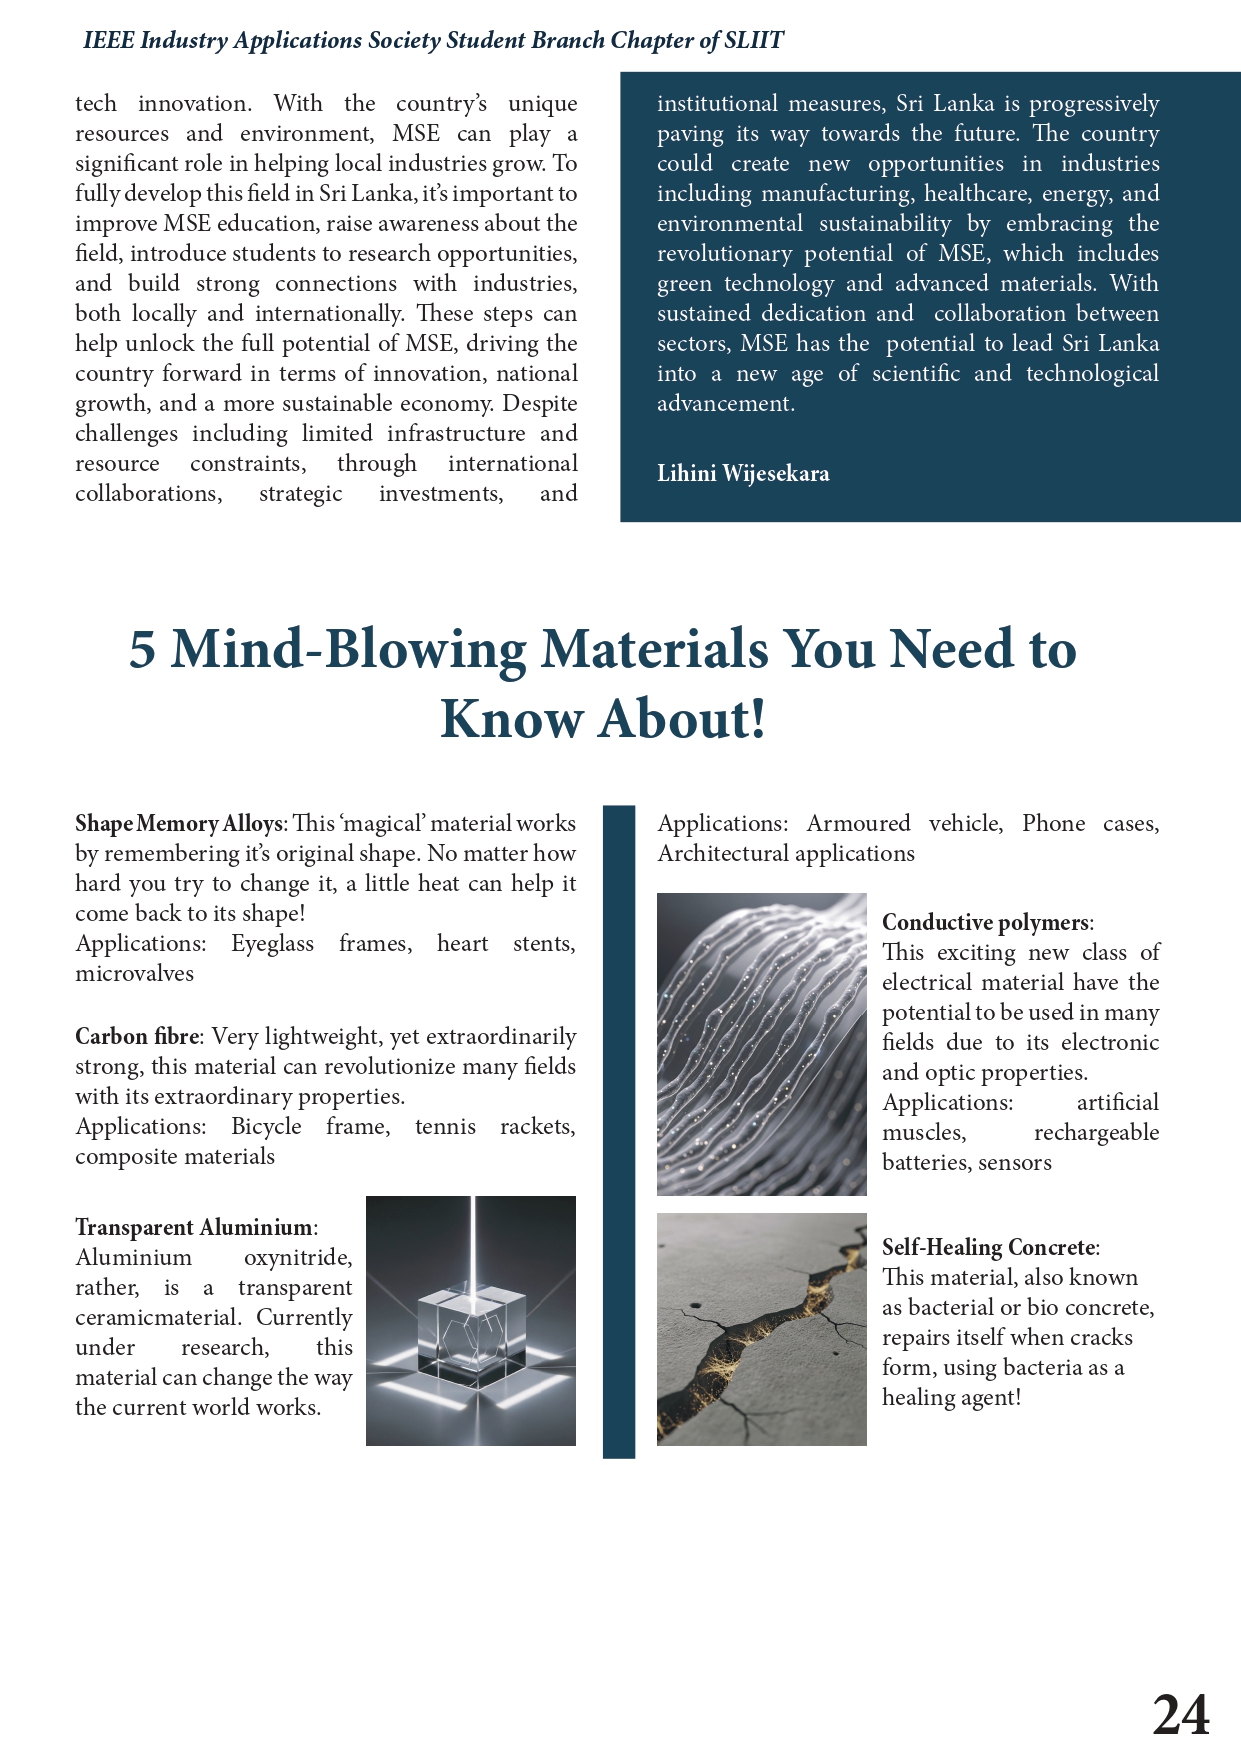 IEEE Industry Applications Society Student Branch Chapter of SLIIT
tech innovation. With the country’s unique
resources and environment, MSE can play a
significant role in helping local industries grow. To
fully develop this field in Sri Lanka, it’s important to
improve MSE education, raise awareness about the
field, introduce students to research opportunities,
and build strong connections with industries,
both locally and internationally. These steps can
help unlock the full potential of MSE, driving the
country forward in terms of innovation, national
growth, and a more sustainable economy. Despite
challenges including limited infrastructure and
resource constraints, through international
collaborations, strategic investments, and
institutional measures, Sri Lanka is progressively
paving its way towards the future. The country
could create new opportunities in industries
including manufacturing, healthcare, energy, and
environmental sustainability by embracing the
revolutionary potential of MSE, which includes
green technology and advanced materials. With
sustained dedication and collaboration between
sectors, MSE has the potential to lead Sri Lanka
into a new age of scientific and technological
advancement.
Lihini Wijesekara
5 Mind-Blowing Materials You Need to
Know About!
Shape Memory Alloys: This ‘magical’ material works
by remembering it’s original shape. No matter how
hard you try to change it, a little heat can help it
come back to its shape!
Applications: Eyeglass frames, heart stents,
microvalves
Carbon fibre: Very lightweight, yet extraordinarily
strong, this material can revolutionize many fields
with its extraordinary properties.
Applications: Bicycle frame, tennis rackets,
composite materials
Transparent Aluminium:
Aluminium oxynitride,
rather, is a transparent
ceramicmaterial. Currently
under research, this
material can change the way
the current world works.
Applications: Armoured vehicle, Phone cases,
Architectural applications
Conductive polymers:
This exciting new class of
electrical material have the
potential to be used in many
fields due to its electronic
and optic properties.
Applications: artificial
muscles, rechargeable
batteries, sensors
Self-Healing Concrete:
This material, also known
as bacterial or bio concrete,
repairs itself when cracks
form, using bacteria as a
healing agent!
24